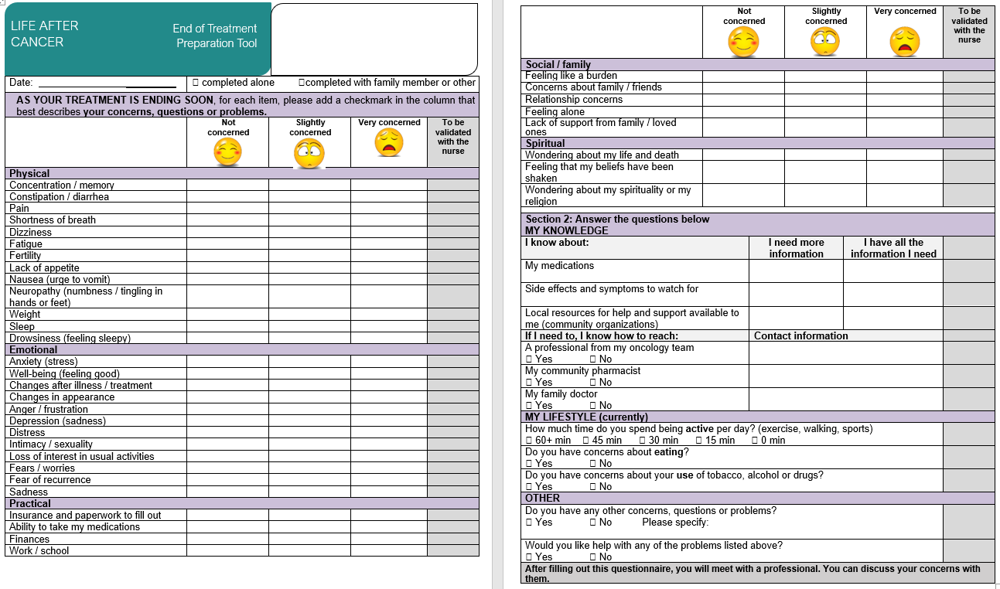 LIFE AFTER
CANCER
End of Treatment
Preparation Tool
Date: ☐ completed alone ☐completed with family member or other
AS YOUR TREATMENT IS ENDING SOON, for each item, please add a checkmark in the column that
best describes your concerns, questions or problems.
Not
concerned
Slightly
concerned
Very concerned
To be
validated
with the
nurse
Physical
Concentration / memory
Constipation / diarrhea
Pain
Shortness of breath
Dizziness
Fatigue
Fertility
Lack of appetite
Nausea (urge to vomit)
Neuropathy (numbness / tingling in
hands or feet)
Weight
Sleep
Drowsiness (feeling sleepy)
Emotional
Anxiety (stress)
Well-being (feeling good)
Changes after illness / treatment
Changes in appearance
Anger / frustration
Depression (sadness)
Distress
Intimacy / sexuality
Loss of interest in usual activities
Fears / worries
Fear of recurrence
Sadness
Practical
Insurance and paperwork to fill out
Ability to take my medications
Finances
Work / school
Not
concerned
Slightly
concerned
Very concerned
To be
validated
with the
nurse
Social / family
Feeling like a burden
Concerns about family / friends
Relationship concerns
Feeling alone
Lack of support from family / loved
ones
Spiritual
Wondering about my life and death
Feeling that my beliefs have been
shaken
Wondering about my spirituality or my
religion
Section 2: Answer the questions below
MY KNOWLEDGE
I know about:
I need more
information
I have all the
information I need
My medications
Side effects and symptoms to watch for
Local resources for help and support available to
me (community organizations)
If I need to, I know how to reach: Contact information
A professional from my oncology team
☐ Yes ☐ No
My community pharmacist
☐ Yes ☐ No
My family doctor
☐ Yes ☐ No
MY LIFESTYLE (currently)
How much time do you spend being active per day? (exercise, walking, sports)
☐ 60+ min ☐ 45 min ☐ 30 min ☐ 15 min ☐ 0 min
Do you have concerns about eating?
☐ Yes ☐ No
Do you have concerns about your use of tobacco, alcohol or drugs?
☐ Yes ☐ No
OTHER
Do you have any other concerns, questions or problems?
☐ Yes ☐ No Please specify:
Would you like help with any of the problems listed above?
☐ Yes ☐ No
After filling out this questionnaire, you will meet with a professional. You can discuss your concerns with
them.